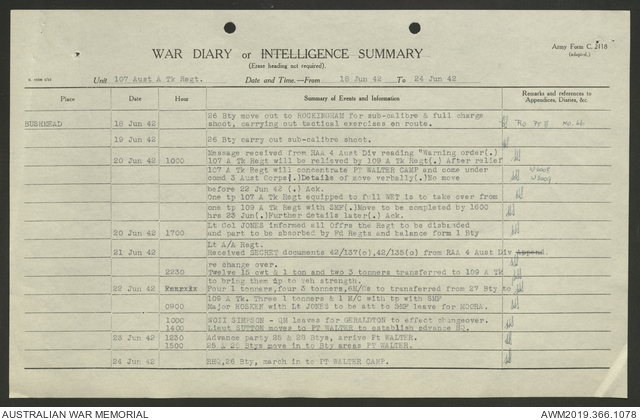 WAR DIARY or INTELLIGENCE SUMMARY
(Erase heading not required).
Army Form C. 2118
(adapted.)
Unit 107 Aust A Tk Regt. Date and Time.—From 18 Jun 42 To 24 Jun 42
Place Date Hour Summary of Events and Information Remarks and references to Appendices, Diaries, &c
BUSHMEAD 18 Jun 42 26 Bty move out to ROCKINGHAM for sub-calibre & full charge
shoot, carrying out tactical exercises en route.
19 Jun 42 26 Bty carry out sub-calibre shoot.
Message received from RAA 4 Aust Div reading "Warning order(.)
20 Jun 42 1000 107 A Tk Regt will be relieved by 109 A Tk Regt(.) After relief
107 A Tk Regt will concentrate PT WALTER CAMP and come under
comd 3 Aust Corps(.)Details of move verbally(.)No move
before 22 Jun 42 (.) Ack.
One tp 107 A Tk Regt equipped to full WET is to take over from
one tp 109 A Tk Regt with SMF(.)Move to be completed by 1600
hrs 23 Jun(.)Further details later(.) Ack.
20 Jun 42 1700 Lt Col JONES informed all Offrs the Regt to be disbanded
and part to be absorbed by Fd Regts and balance form 1 Bty
Lt A/A Regt.
21 Jun 42 Received SECRET documents 42/137(o),42/138(o) from RAA 4 Aust Div
re change over.
2230 Twelve 15 cwt & 1 ton and two 3 tonners transferred to 109 A Tk
to bring them up to veh strength.
22 Jun 42 Four 1 tonners,four 3 tonners,6M/Cs to transferred from 27 Bty to
109 A Tk. Three 1 tonners & 1 M/C with tp with SMF
0900 Major HOSKEN with Lt JONES to be att to SMF leave for MOORA.
1000 WOII SIMPSON - QM leaves for GERALDTON to effect changeover.
1400 Lieut SUTTON moves to PT WALTER to establish advance HQ.
23 Jun 42 1230 Advance party 25 & 28 Btys, arrive PT WALTER.
1500 25 & 28 Btys move in to Bty areas PT WALTER.
24 Jun 42 RHQ,26 Bty, march in to PT WALTER CAMP.
AUSTRALIAN WAR MEMORIAL
AWM2019.366.1078